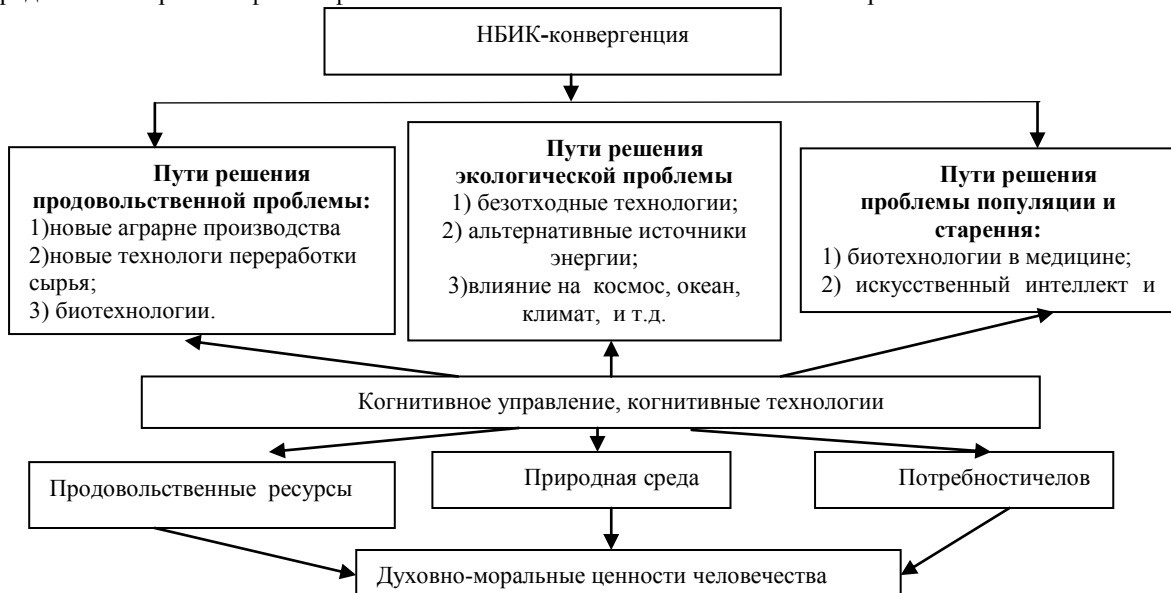 НБИК-конвергенция
Пути решения
продовольственной проблемы:
1)новые аграрне производства
2)новые технологи переработки
сырья;
3) биотехнологии.
Пути решения
экологической проблемы
1) безотходные технологии;
2) альтернативные источники
энергии;
3)влияние на космос, океан,
климат, и т.д.
Пути решения
проблемы популяции и
старення:
1) биотехнологии в медицине;
2) искусственный интеллект и
Когнитивное управление, когнитивные технологии
Продовольственные ресурсы
Природная среда
Потребностичелов
Духовно-моральные ценности человечества